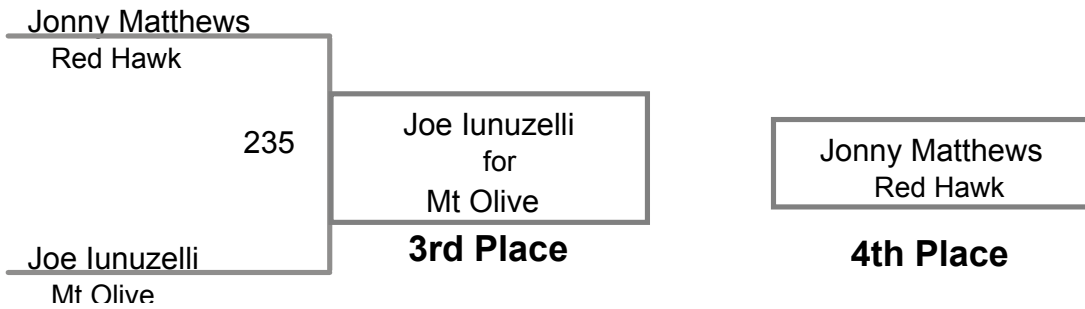 Jonny Matthews
Red Hawk
235
Joe Iunuzelli
Mt Olive
Joe Iunuzelli
for
Mt Olive
3rd Place
Jonny Matthews
Red Hawk
4th Place